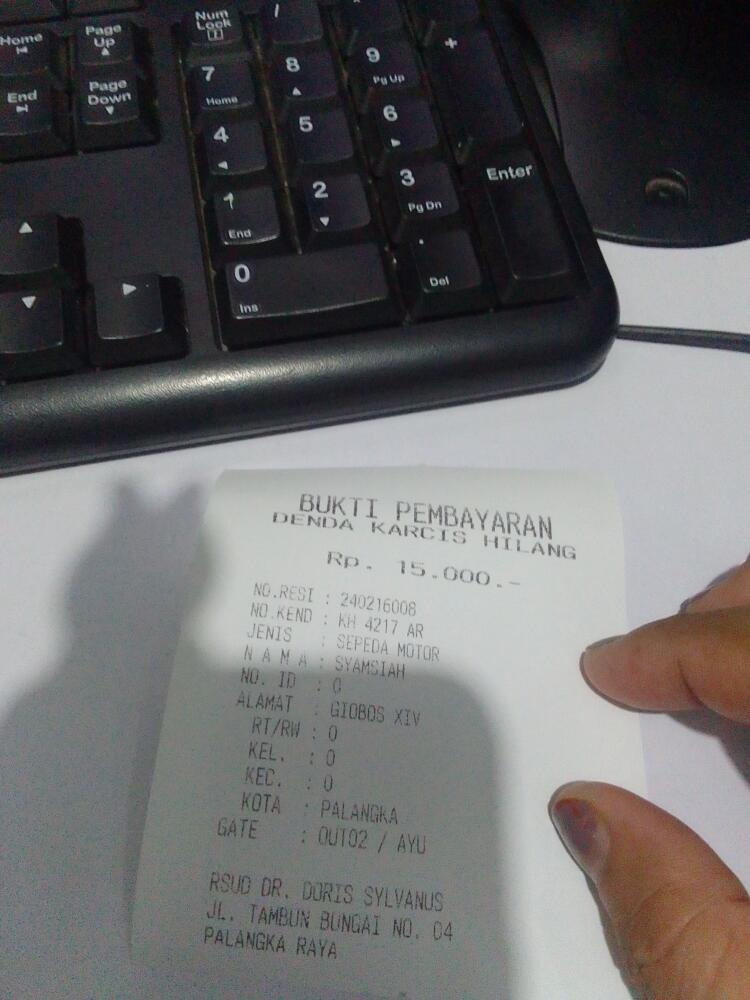 Home
Page Up
Num Lock
/
+
End
Page Down
7 Home
8
9 Pg Up
4
5
6
1 End
2
3 Pg Dn
Enter
0 Ins
. Del
BUKTI PEMBAYARAN
DENDA KARCIS HILANG
Rp. 15.000.-
NO.RESI : 240216008
NO.KEND : KH 4217 AR
JENIS : SEPEDA MOTOR
N A M A : SYAMSIAH
NO. ID : 0
ALAMAT : GIOBOS XIV
RT/RW : 0
KEL. : 0
KEC. : 0
KOTA : PALANGKA
GATE : OUT02 / AYU
RSUD DR. DORIS SYLVANUS
JL. TAMBUN BUNGAI NO. 04
PALANGKA RAYA